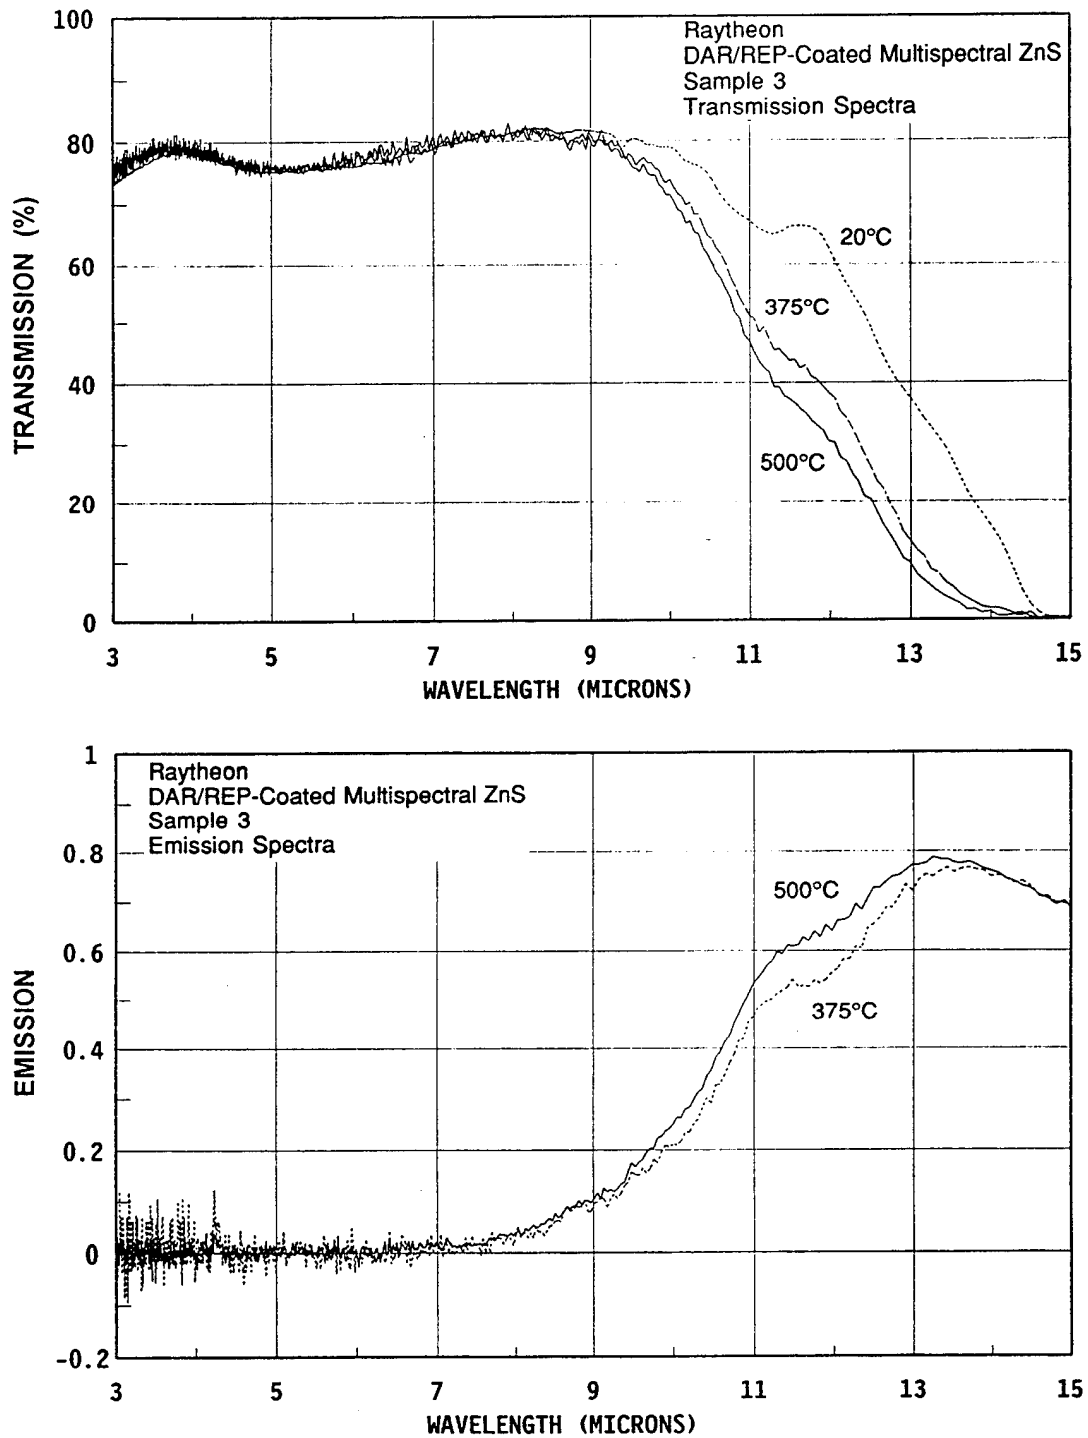 100
80
60
40
20
0
TRANSMISSION (%)
Raytheon
DAR/REP-Coated Multispectral ZnS
Sample 3
Transmission Spectra
20°C
375°C
500°C
3 5 7 9 11 13 15
WAVELENGTH (MICRONS)
1
0.8
0.6
0.4
0.2
0
-0.2
EMISSION
Raytheon
DAR/REP-Coated Multispectral ZnS
Sample 3
Emission Spectra
500°C
375°C
3 5 7 9 11 13 15
WAVELENGTH (MICRONS)